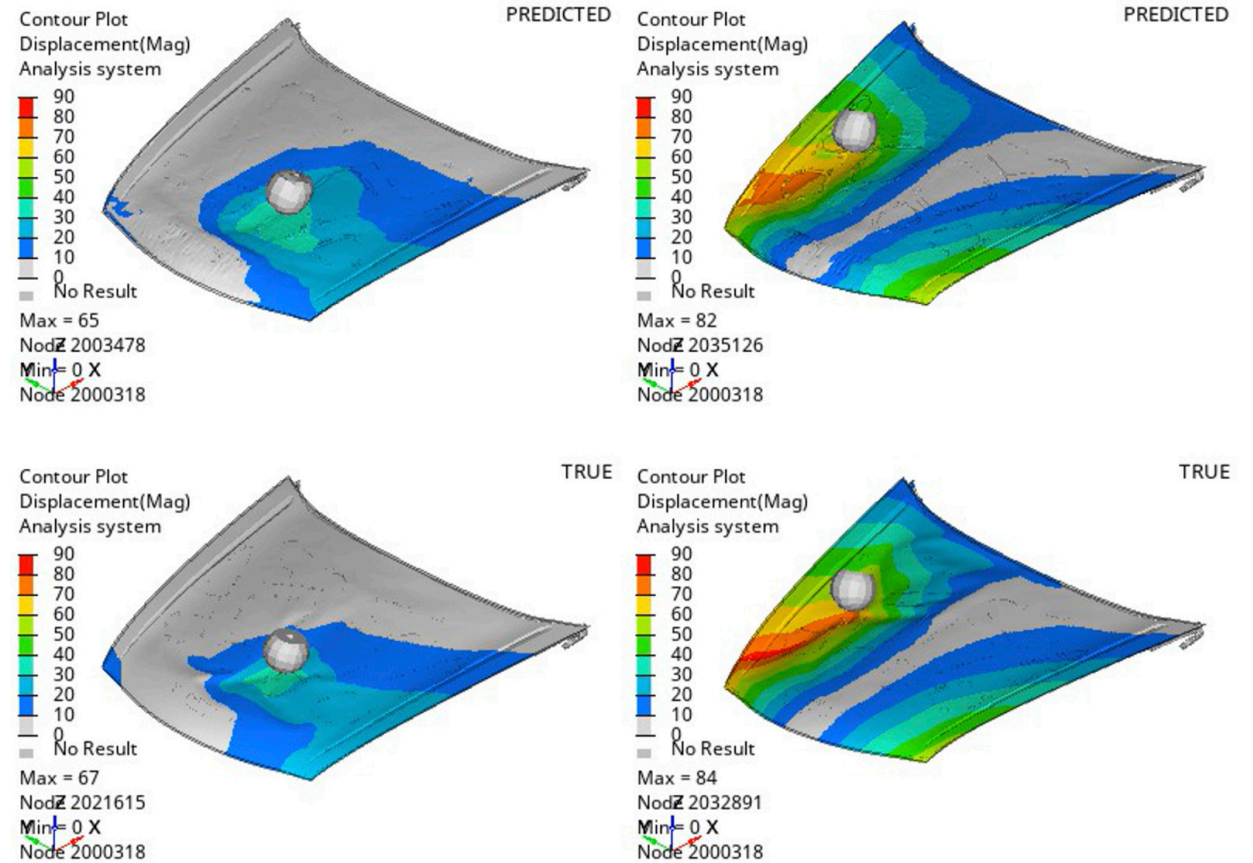 Contour Plot
PREDICTED
Displacement(Mag)
Analysis system
90
80
70
60
50
40
30
20
10
0
No Result
Max = 65
Node 2003478
Z
Min = 0
Y
X
Node 2000318
Contour Plot
PREDICTED
Displacement(Mag)
Analysis system
90
80
70
60
50
40
30
20
10
0
No Result
Max = 82
Node 2035126
Z
Min = 0
Y
X
Node 2000318
Contour Plot
TRUE
Displacement(Mag)
Analysis system
90
80
70
60
50
40
30
20
10
0
No Result
Max = 67
Node 2021615
Z
Min = 0
Y
X
Node 2000318
Contour Plot
TRUE
Displacement(Mag)
Analysis system
90
80
70
60
50
40
30
20
10
0
No Result
Max = 84
Node 2032891
Z
Min = 0
Y
X
Node 2000318